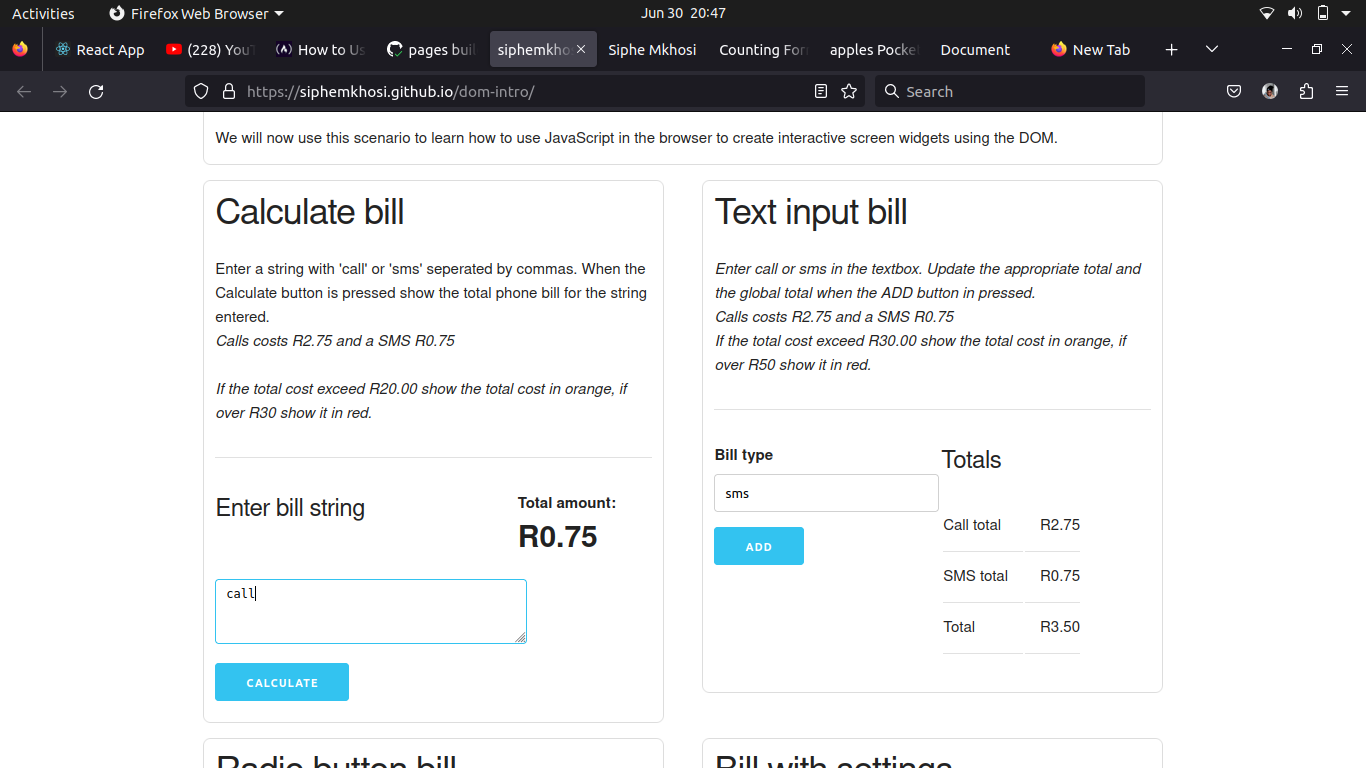 Activities
Firefox Web Browser
Jun 30 20:47
React App
(228) YouT
How to Us
pages buil
siphemkho
Siphe Mkhosi
Counting For
apples Pocke
Document
New Tab
https://siphemkhosi.github.io/dom-intro/
Search
We will now use this scenario to learn how to use JavaScript in the browser to create interactive screen widgets using the DOM.
Calculate bill
Enter a string with 'call' or 'sms' seperated by commas. When the
Calculate button is pressed show the total phone bill for the string
entered.
Calls costs R2.75 and a SMS R0.75
If the total cost exceed R20.00 show the total cost in orange, if
over R30 show it in red.
Enter bill string
Total amount:
R0.75
call
CALCULATE
Text input bill
Enter call or sms in the textbox. Update the appropriate total and
the global total when the ADD button in pressed.
Calls costs R2.75 and a SMS R0.75
If the total cost exceed R30.00 show the total cost in orange, if
over R50 show it in red.
Bill type
sms
ADD
Totals
Call total R2.75
SMS total R0.75
Total R3.50
Radio button bill
Bill with settings